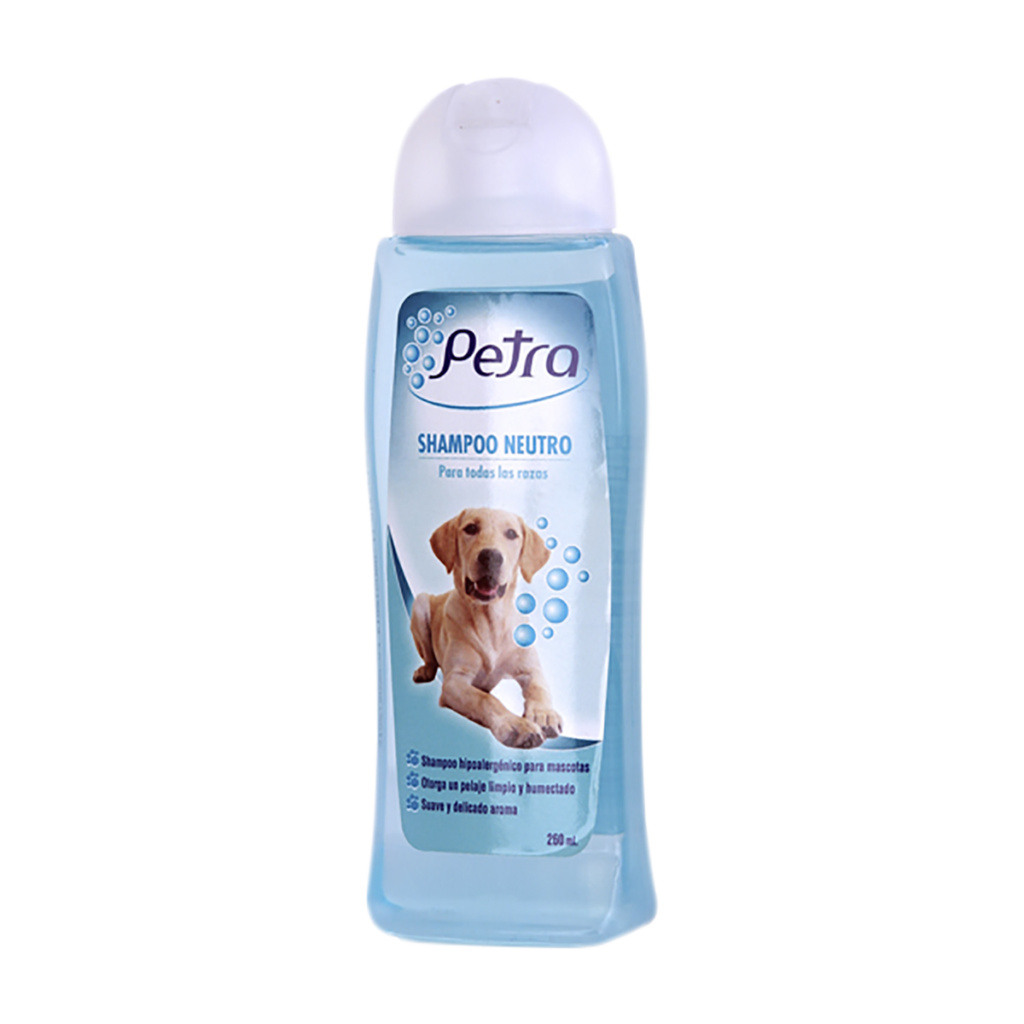 Petra
SHAMPOO NEUTRO
Para todas las razas
Shampoo hipoalergénico para mascotas
Otorga un pelaje limpio y humectado
Suave y delicado aroma
260 mL.